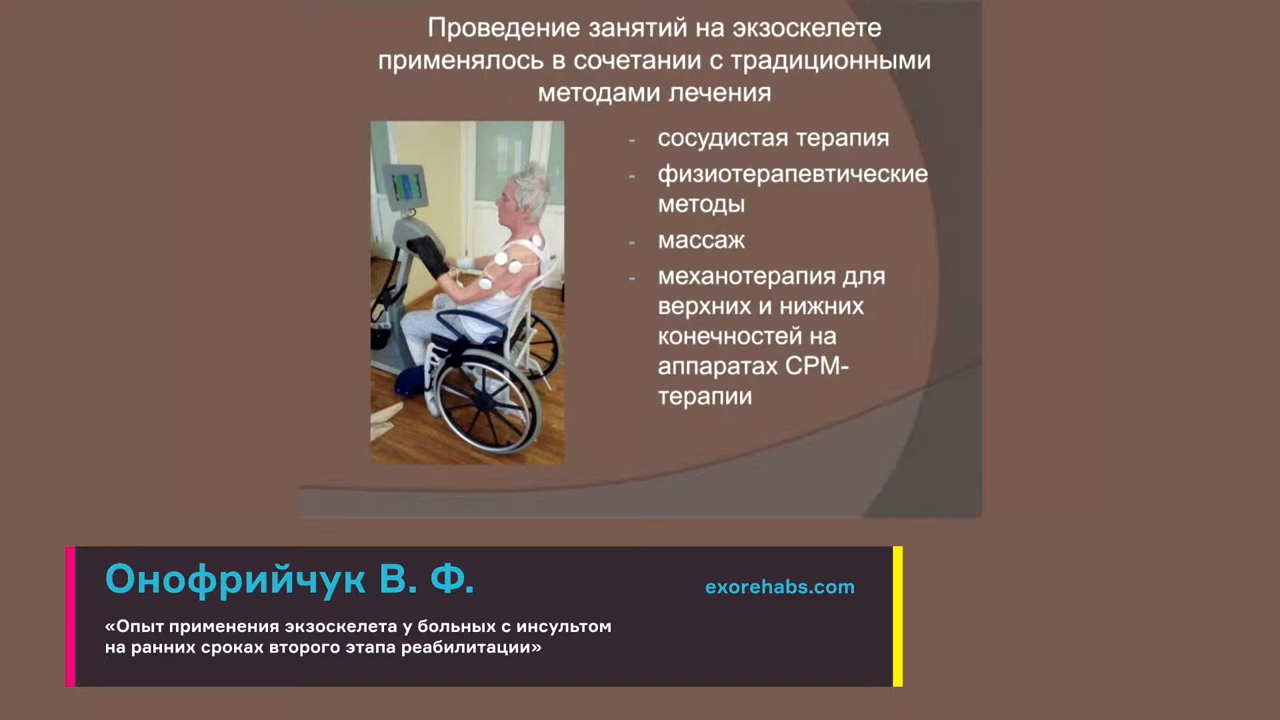 Проведение занятий на экзоскелете
применялось в сочетании с традиционными
методами лечения
- сосудистая терапия
- физиотерапевтические
методы
- массаж
- механотерапия для
верхних и нижних
конечностей на
аппаратах СРМ-
терапии
Онофрийчук В. Ф.
exorehabs.com
«Опыт применения экзоскелета у больных с инсультом
на ранних сроках второго этапа реабилитации»